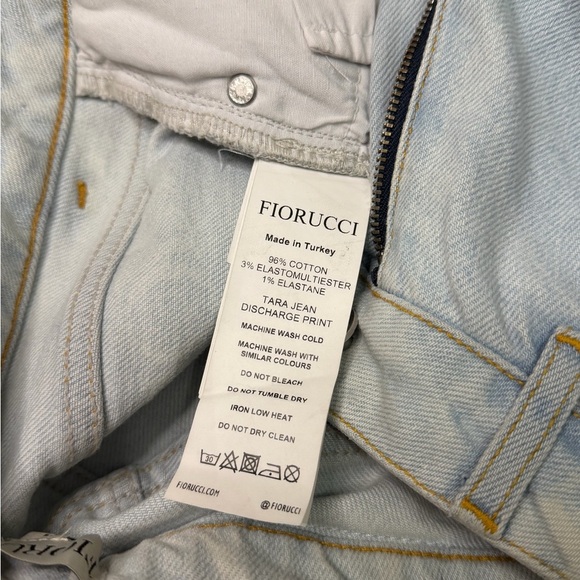 FIORUCCI
Made in Turkey
96% COTTON
3% ELASTOMULTIESTER
1% ELASTANE
TARA JEAN
DISCHARGE PRINT
MACHINE WASH COLD
MACHINE WASH WITH
SIMILAR COLOURS
DO NOT BLEACH
DO NOT TUMBLE DRY
IRON LOW HEAT
DO NOT DRY CLEAN
30
FIORUCCI.COM @FIORUCCI